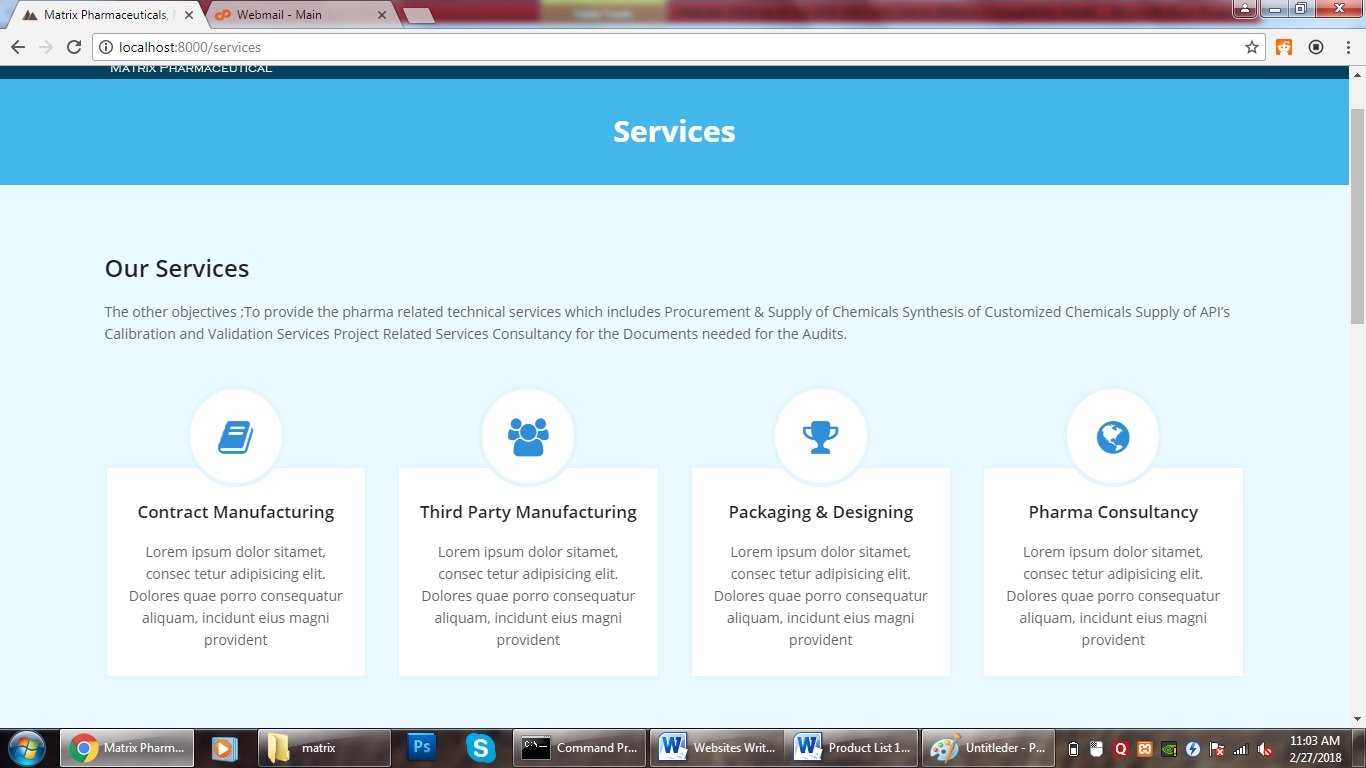 Matrix Pharmaceuticals,
Webmail - Main
localhost:8000/services
MATRIX PHARMACEUTICAL
Services
Our Services
The other objectives ;To provide the pharma related technical services which includes Procurement & Supply of Chemicals Synthesis of Customized Chemicals Supply of API’s
Calibration and Validation Services Project Related Services Consultancy for the Documents needed for the Audits.
Contract Manufacturing
Lorem ipsum dolor sitamet,
consec tetur adipisicing elit.
Dolores quae porro consequatur
aliquam, incidunt eius magni
provident
Third Party Manufacturing
Lorem ipsum dolor sitamet,
consec tetur adipisicing elit.
Dolores quae porro consequatur
aliquam, incidunt eius magni
provident
Packaging & Designing
Lorem ipsum dolor sitamet,
consec tetur adipisicing elit.
Dolores quae porro consequatur
aliquam, incidunt eius magni
provident
Pharma Consultancy
Lorem ipsum dolor sitamet,
consec tetur adipisicing elit.
Dolores quae porro consequatur
aliquam, incidunt eius magni
provident
Matrix Pharm...
matrix
Ps
Command Pr...
Websites Writ...
Product List 1...
Untitleder - P...
11:03 AM
2/27/2018